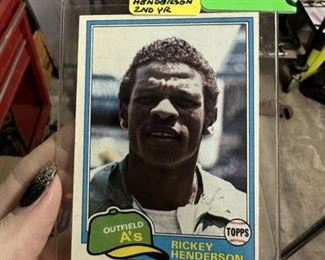 HENDERSON
2ND YR
OUTFIELD
A's
TOPPS
RICKEY
HENDERSON